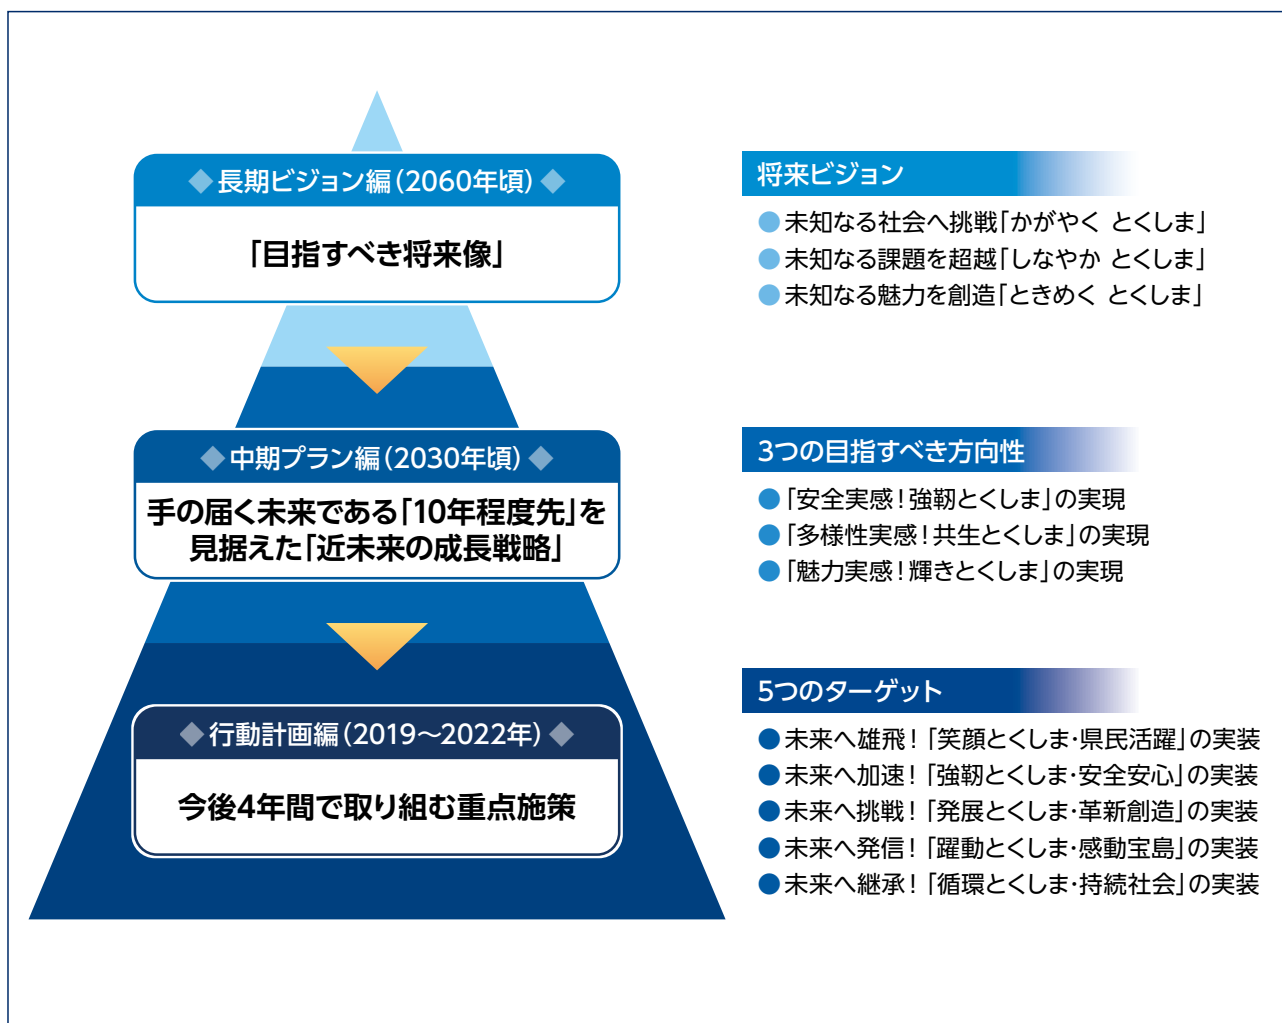 ◆長期ビジョン編(2060年頃)◆
「目指すべき将来像」
将来ビジョン
●未知なる社会へ挑戦「かがやく とくしま」
●未知なる課題を超越「しなやか とくしま」
●未知なる魅力を創造「ときめく とくしま」
◆中期プラン編(2030年頃)◆
手の届く未来である「10年程度先」を
見据えた「近未来の成長戦略」
3つの目指すべき方向性
●「安全実感!強靭とくしま」の実現
●「多様性実感!共生とくしま」の実現
●「魅力実感!輝きとくしま」の実現
◆行動計画編(2019〜2022年)◆
今後4年間で取り組む重点施策
5つのターゲット
●未来へ雄飛!「笑顔とくしま・県民活躍」の実装
●未来へ加速!「強靭とくしま・安全安心」の実装
●未来へ挑戦!「発展とくしま・革新創造」の実装
●未来へ発信!「躍動とくしま・感動宝島」の実装
●未来へ継承!「循環とくしま・持続社会」の実装